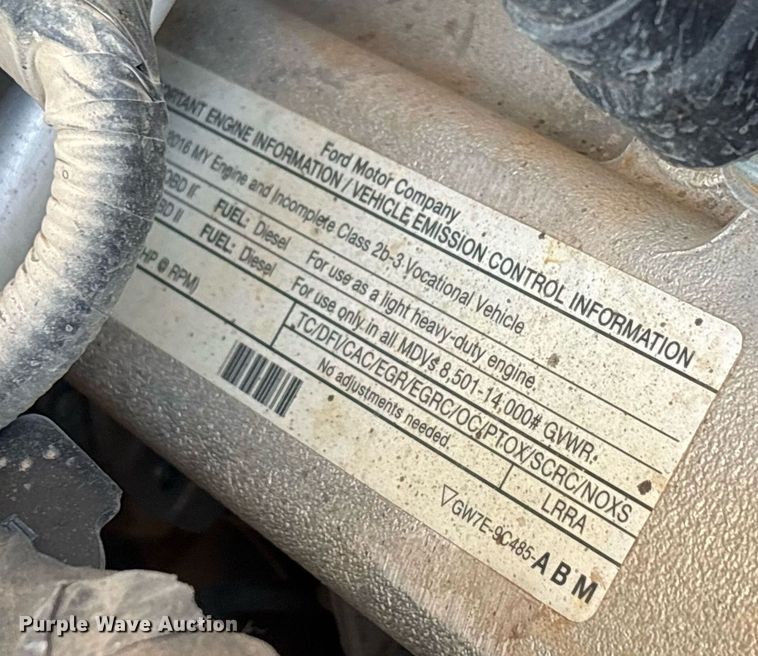 Ford Motor Company
ORTANT ENGINE INFORMATION / VEHICLE EMISSION CONTROL INFORMATION
2016 MY Engine and Incomplete Class 2b-3 Vocational Vehicle
OBD II FUEL: Diesel For use as a light heavy-duty engine.
BD II FUEL: Diesel For use only in all MDVs 8,501-14,000# GVWR.
HP @ RPM) TC/DFI/CAC/EGR/EGRC/OC/PTOX/SCRC/NOXS
No adjustments needed. LRRA
GW7E-9C485-ABM
Purple Wave Auction